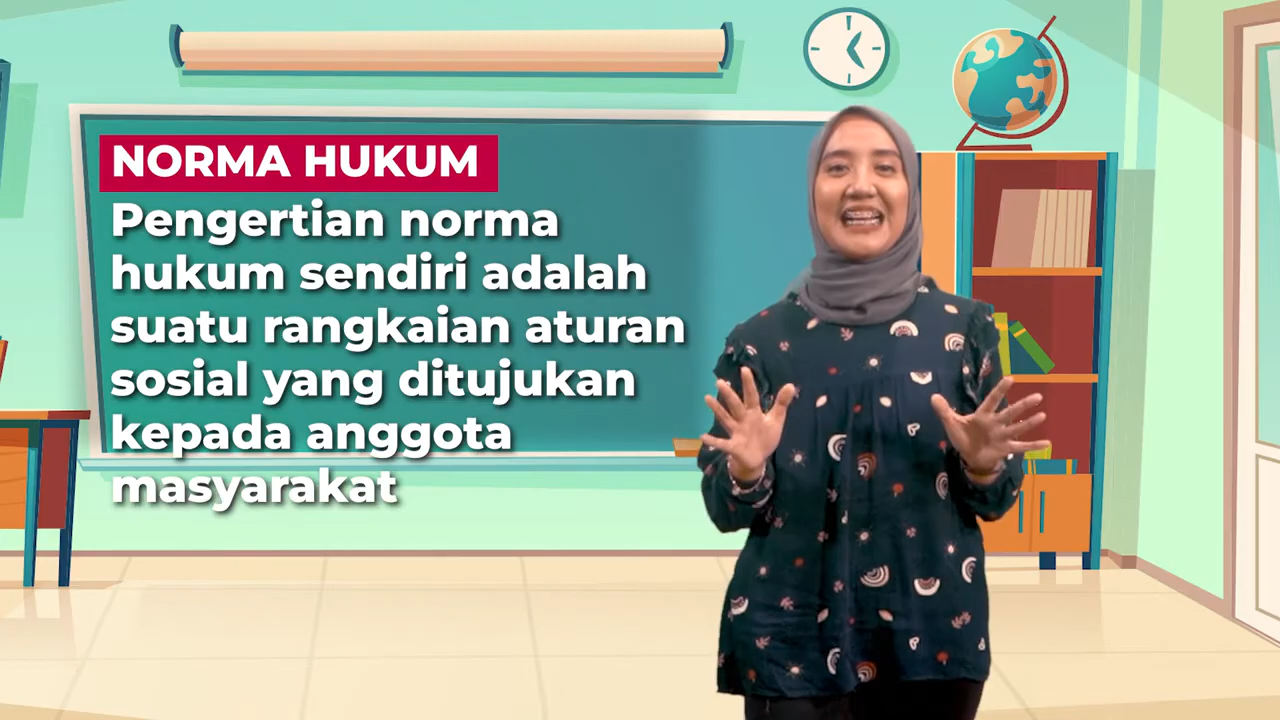 NORMA HUKUM
Pengertian norma
hukum sendiri adalah
suatu rangkaian aturan
sosial yang ditujukan
kepada anggota
masyarakat